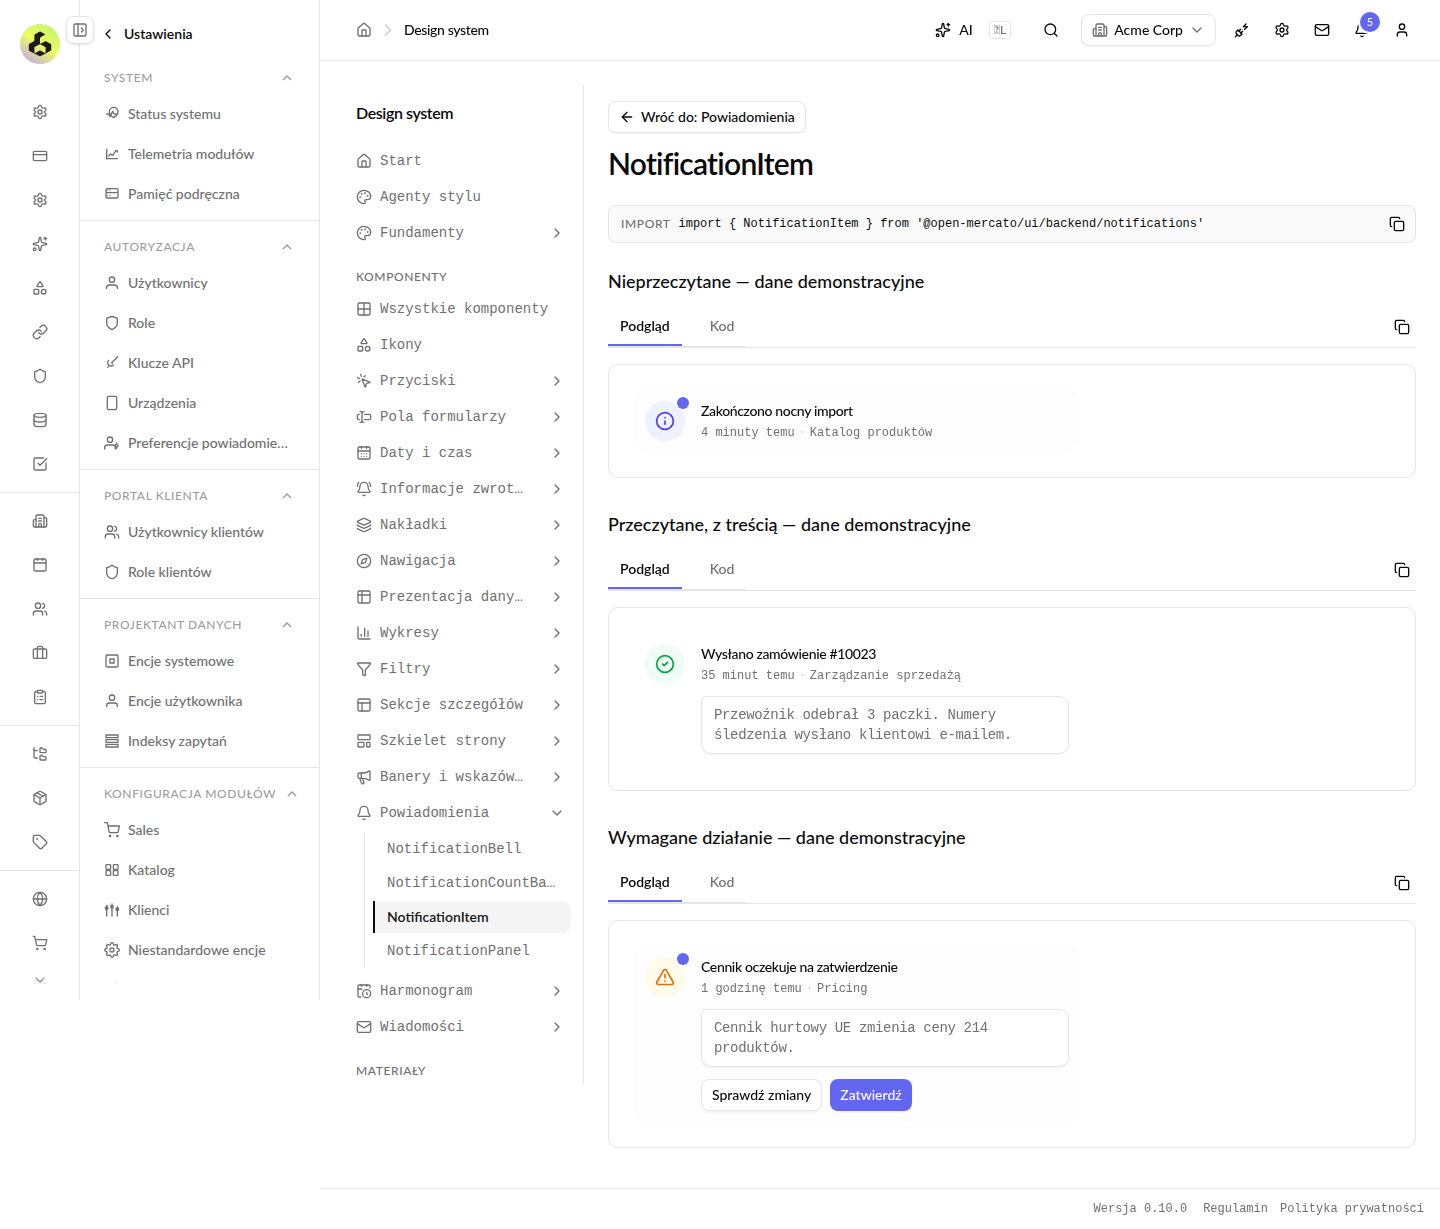 Ustawienia
SYSTEM
Status systemu
Telemetria modułów
Pamięć podręczna
AUTORYZACJA
Użytkownicy
Role
Klucze API
Urządzenia
Preferencje powiadomie...
PORTAL KLIENTA
Użytkownicy klientów
Role klientów
PROJEKTANT DANYCH
Encje systemowe
Encje użytkownika
Indeksy zapytań
KONFIGURACJA MODUŁÓW
Sales
Katalog
Klienci
Niestandardowe encje
Design system
AI
L
Acme Corp
5
Design system
Start
Agenty stylu
Fundamenty
KOMPONENTY
Wszystkie komponenty
Ikony
Przyciski
Pola formularzy
Daty i czas
Informacje zwrot…
Nakładki
Nawigacja
Prezentacja dany…
Wykresy
Filtry
Sekcje szczegółów
Szkielet strony
Banery i wskazów…
Powiadomienia
NotificationBell
NotificationCountBa…
NotificationItem
NotificationPanel
Harmonogram
Wiadomości
MATERIAŁY
Wróć do: Powiadomienia
NotificationItem
IMPORT import { NotificationItem } from '@open-mercato/ui/backend/notifications'
Nieprzeczytane — dane demonstracyjne
Podgląd Kod
Zakończono nocny import
4 minuty temu · Katalog produktów
Przeczytane, z treścią — dane demonstracyjne
Podgląd Kod
Wysłano zamówienie #10023
35 minut temu · Zarządzanie sprzedażą
Przewoźnik odebrał 3 paczki. Numery
śledzenia wysłano klientowi e-mailem.
Wymagane działanie — dane demonstracyjne
Podgląd Kod
Cennik oczekuje na zatwierdzenie
1 godzinę temu · Pricing
Cennik hurtowy UE zmienia ceny 214
produktów.
Sprawdź zmiany Zatwierdź
Wersja 0.10.0 Regulamin Polityka prywatności